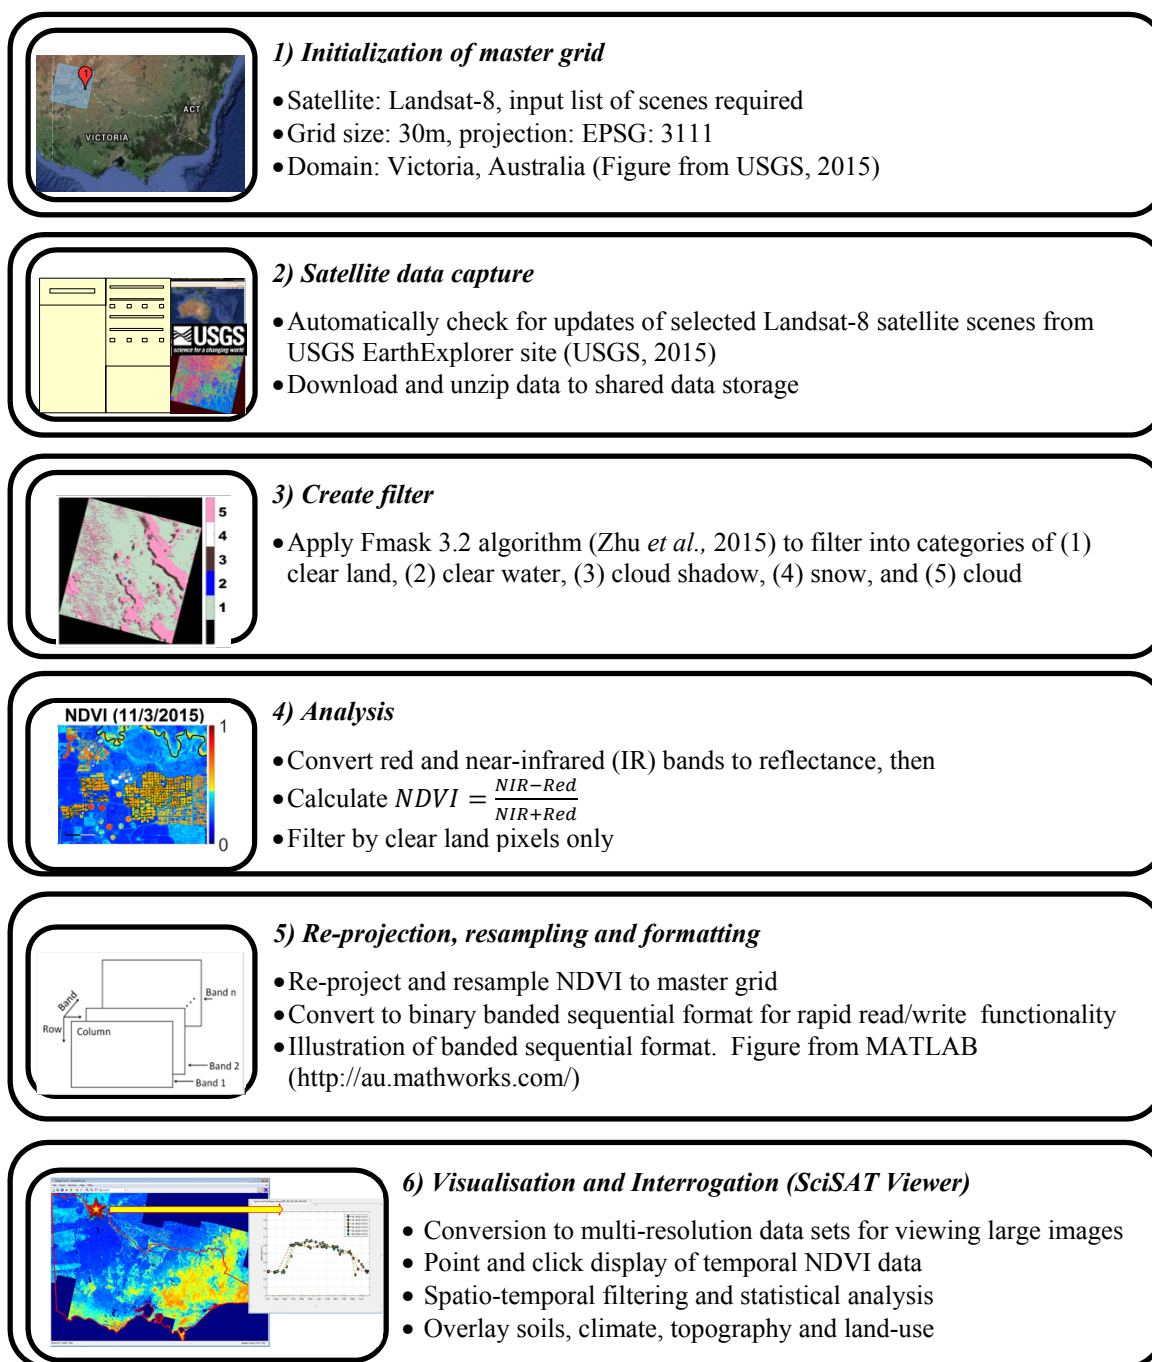 1
ACT
VICTORIA
1) Initialization of master grid
•Satellite: Landsat-8, input list of scenes required
•Grid size: 30m, projection: EPSG: 3111
•Domain: Victoria, Australia (Figure from USGS, 2015)
USGS
science for a changing world
2) Satellite data capture
•Automatically check for updates of selected Landsat-8 satellite scenes from
USGS EarthExplorer site (USGS, 2015)
•Download and unzip data to shared data storage
5
4
3
2
1
3) Create filter
•Apply Fmask 3.2 algorithm (Zhu et al., 2015) to filter into categories of (1)
clear land, (2) clear water, (3) cloud shadow, (4) snow, and (5) cloud
NDVI (11/3/2015)
1
0
4) Analysis
•Convert red and near-infrared (IR) bands to reflectance, then
•Calculate NDVI = NIR−Red / NIR+Red
•Filter by clear land pixels only
Band
Row
Column
Band n
Band 2
Band 1
5) Re-projection, resampling and formatting
•Re-project and resample NDVI to master grid
•Convert to binary banded sequential format for rapid read/write functionality
•Illustration of banded sequential format. Figure from MATLAB
(http://au.mathworks.com/)
6) Visualisation and Interrogation (SciSAT Viewer)
• Conversion to multi-resolution data sets for viewing large images
• Point and click display of temporal NDVI data
• Spatio-temporal filtering and statistical analysis
• Overlay soils, climate, topography and land-use